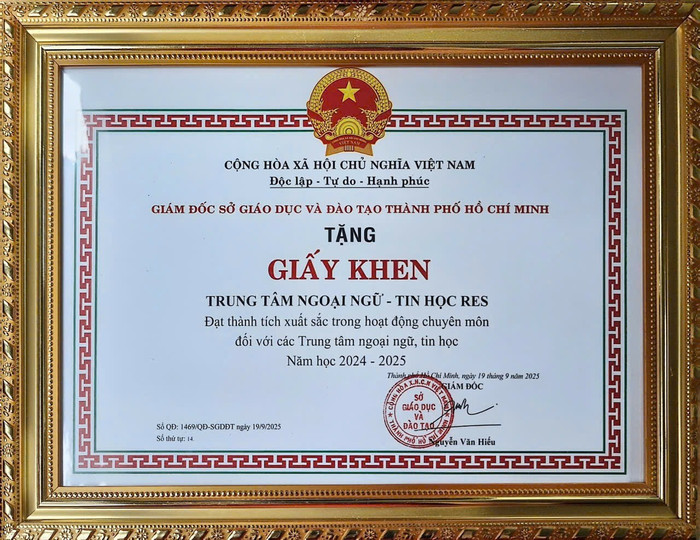 VIỆT NAM
CỘNG HÒA XÃ HỘI CHỦ NGHĨA VIỆT NAM
Độc lập - Tự do - Hạnh phúc
GIÁM ĐỐC SỞ GIÁO DỤC VÀ ĐÀO TẠO THÀNH PHỐ HỒ CHÍ MINH
TẶNG
GIẤY KHEN
TRUNG TÂM NGOẠI NGỮ - TIN HỌC RES
Đạt thành tích xuất sắc trong hoạt động chuyên môn
đối với các Trung tâm ngoại ngữ, tin học
Năm học 2024 - 2025
Thành phố Hồ Chí Minh, ngày 19 tháng 9 năm 2025
GIÁM ĐỐC
SỞ
GIÁO DỤC
VÀ
ĐÀO TẠO
Số QĐ: 1469/QĐ-SGDĐT ngày 19/9/2025
Số thứ tự: 14.
Nguyễn Văn Hiếu